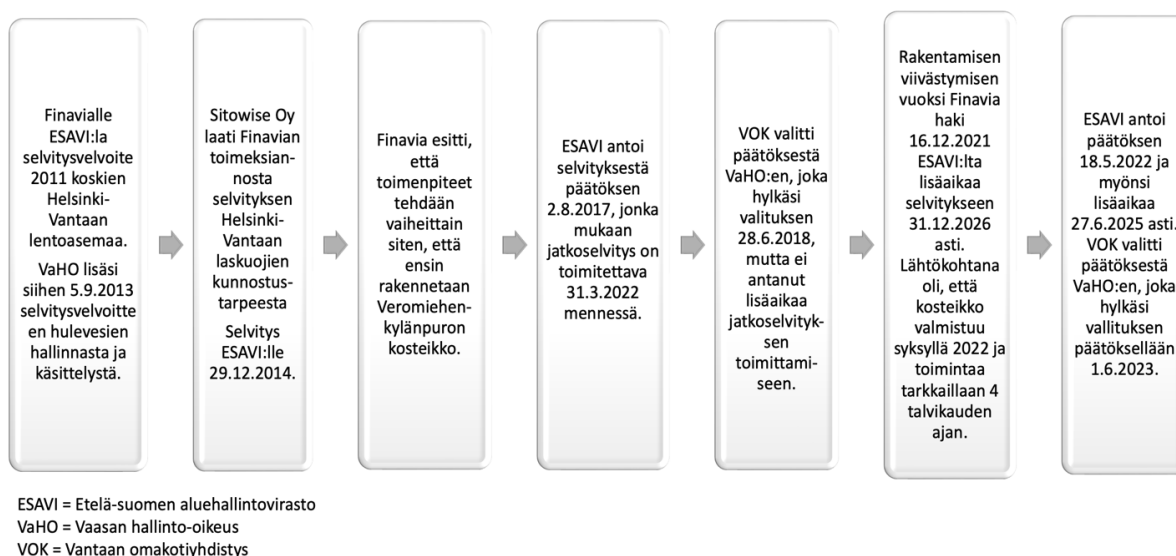 Finavialle
ESAVI:la
selvitysvelvoite
2011 koskien
Helsinki-
Vantaan
lentoasemaa.
VaHO lisäsi
siihen 5.9.2013
selvitysvelvoitte
en hulevesien
hallinnasta ja
käsittelystä.
Sitowise Oy
laati Finavian
toimeksian-
nosta
selvityksen
Helsinki-
Vantaan
laskuojien
kunnostus-
tarpeesta
Selvitys
ESAVI:lle
29.12.2014.
Finavia esitti,
että
toimenpiteet
tehdään
vaiheittain
siten, että
ensin
rakennetaan
Veromiehen-
kylänpuron
kosteikko.
ESAVI antoi
selvityksestä
päätöksen
2.8.2017, jonka
mukaan
jatkoselvitys on
toimitettava
31.3.2022
mennessä.
VOK valitti
päätöksestä
VaHO:en, joka
hylkäsi
valituksen
28.6.2018,
mutta ei
antanut
lisäaikaa
jatkoselvityk-
sen
toimittami-
seen.
Rakentamisen
viivästymisen
vuoksi Finavia
haki
16.12.2021
ESAVI:lta
lisäaikaa
selvitykseen
31.12.2026
asti.
Lähtökohtana
oli, että
kosteikko
valmistuu
syksyllä 2022 ja
toimintaa
tarkkaillaan 4
talvikauden
ajan.
ESAVI antoi
päätöksen
18.5.2022 ja
myönsi
lisäaikaa
27.6.2025 asti.
VOK valitti
päätöksestä
VaHO:en, joka
hylkäsi
vallituksen
päätöksellään
1.6.2023.
ESAVI = Etelä-suomen aluehallintovirasto
VaHO = Vaasan hallinto-oikeus
VOK = Vantaan omakotiyhdistys